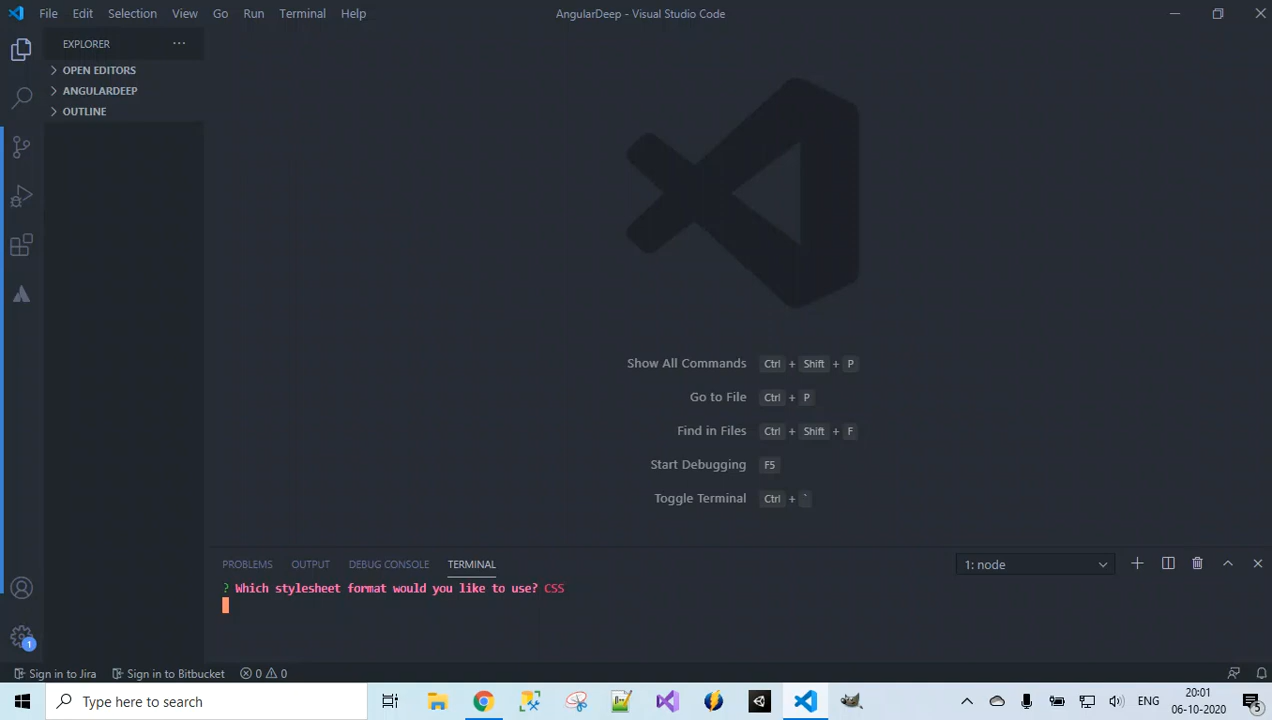 File Edit Selection View Go Run Terminal Help AngularDeep - Visual Studio Code
EXPLORER ···
OPEN EDITORS
ANGULARDEEP
OUTLINE
Show All Commands Ctrl + Shift + P
Go to File Ctrl + P
Find in Files Ctrl + Shift + F
Start Debugging F5
Toggle Terminal Ctrl + `
PROBLEMS OUTPUT DEBUG CONSOLE TERMINAL 1: node
? Which stylesheet format would you like to use? CSS
1
Sign in to Jira Sign in to Bitbucket 0 0
Type here to search ENG 20:01
06-10-2020 5